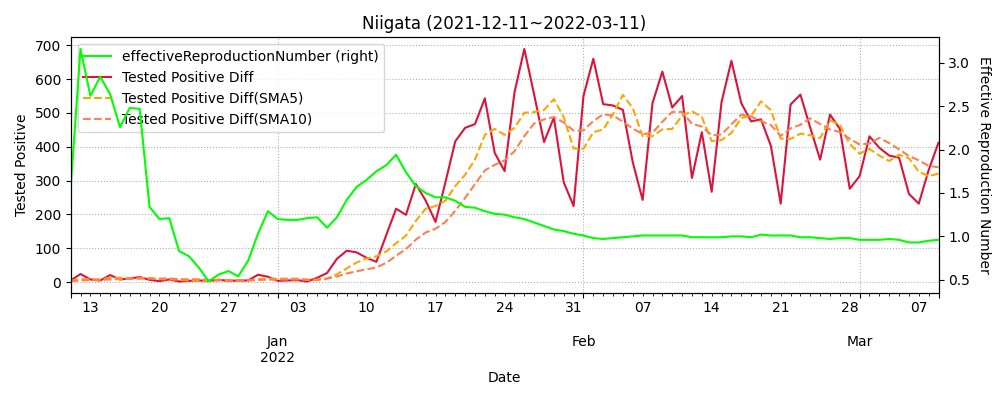 Niigata (2021-12-11~2022-03-11)
effectiveReproductionNumber (right)
Tested Positive Diff
Tested Positive Diff(SMA5)
Tested Positive Diff(SMA10)
Tested Positive
700
600
500
400
300
200
100
0
3.0
2.5
2.0
1.5
1.0
0.5
Effective Reproduction Number
13 20 27 03 10 17 24 31 07 14 21 28 07
Jan Feb Mar
2022
Date